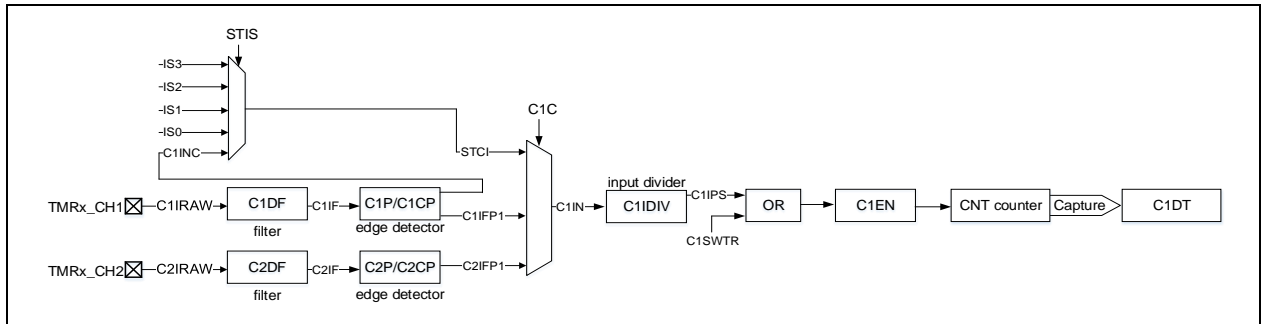 STIS
-IS3
-IS2
-IS1
-IS0
C1INC
C1C
STCI
TMRx_CH1
C1IRAW
C1DF
filter
C1IF
C1P/C1CP
edge detector
C1IFP1
C1IN
input divider
C1IDIV
C1IPS
C1SWTR
OR
C1EN
CNT counter
Capture
C1DT
TMRx_CH2
C2IRAW
C2DF
filter
C2IF
C2P/C2CP
edge detector
C2IFP1